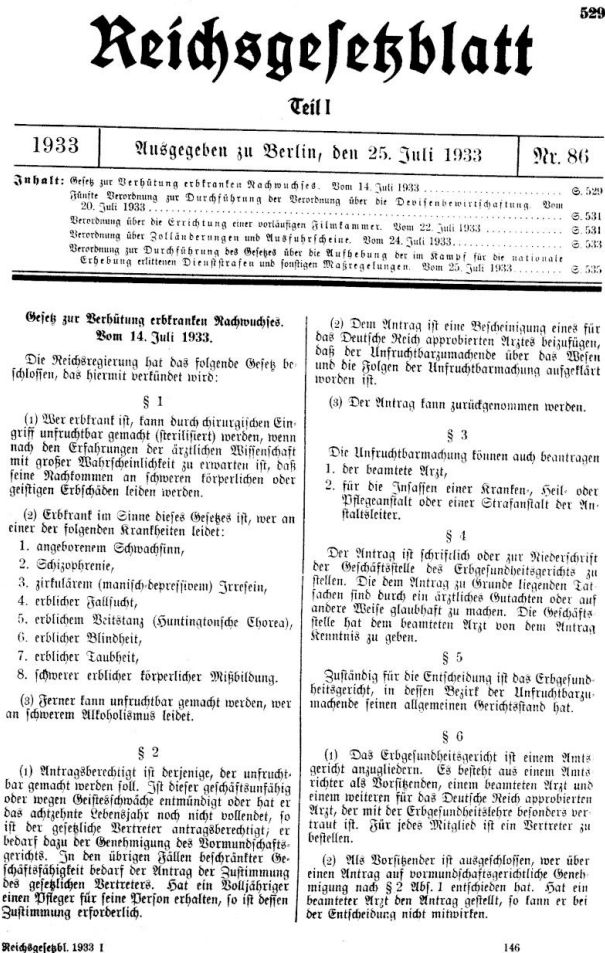 529
Reichsgesetzblatt
Teil I
1933
Ausgegeben zu Berlin, den 25. Juli 1933
Nr. 86
Inhalt: Gesetz zur Verhütung erbkranken Nachwuchses. Vom 14. Juli 1933 ........ S. 529
Fünfte Verordnung zur Durchführung der Verordnung über die Devisenbewirtschaftung. Vom
20. Juli 1933 ........ S. 531
Verordnung über die Errichtung einer vorläufigen Filmkammer. Vom 22. Juli 1933 ........ S. 531
Verordnung über Zolländerungen und Ausfuhrscheine. Vom 24. Juli 1933 ........ S. 533
Verordnung zur Durchführung des Gesetzes über die Aufhebung der im Kampf für die nationale
Erhebung erlittenen Dienststrafen und sonstigen Maßregelungen. Vom 25. Juli 1933 ........ S. 535
Gesetz zur Verhütung erbkranken Nachwuchses.
Vom 14. Juli 1933.
Die Reichsregierung hat das folgende Gesetz be-
schlossen, das hiermit verkündet wird:
§ 1
(1) Wer erbkrank ist, kann durch chirurgischen Ein-
griff unfruchtbar gemacht (sterilisiert) werden, wenn
nach den Erfahrungen der ärztlichen Wissenschaft
mit großer Wahrscheinlichkeit zu erwarten ist, daß
seine Nachkommen an schweren körperlichen oder
geistigen Erbschäden leiden werden.
(2) Erbkrank im Sinne dieses Gesetzes ist, wer an
einer der folgenden Krankheiten leidet:
1. angeborenem Schwachsinn,
2. Schizophrenie,
3. zirkulärem (manisch-depressivem) Irresein,
4. erblicher Fallsucht,
5. erblichem Veitstanz (Huntingtonsche Chorea),
6. erblicher Blindheit,
7. erblicher Taubheit,
8. schwerer erblicher körperlicher Mißbildung.
(3) Ferner kann unfruchtbar gemacht werden, wer
an schwerem Alkoholismus leidet.
§ 2
(1) Antragsberechtigt ist derjenige, der unfrucht-
bar gemacht werden soll. Ist dieser geschäftsunfähig
oder wegen Geistesschwäche entmündigt oder hat er
das achtzehnte Lebensjahr noch nicht vollendet, so
ist der gesetzliche Vertreter antragsberechtigt; er
bedarf dazu der Genehmigung des Vormundschafts-
gerichts. In den übrigen Fällen beschränkter Ge-
schäftsfähigkeit bedarf der Antrag der Zustimmung
des gesetzlichen Vertreters. Hat ein Volljähriger
einen Pfleger für seine Person erhalten, so ist dessen
Zustimmung erforderlich.
(2) Dem Antrag ist eine Bescheinigung eines für
das Deutsche Reich approbierten Arztes beizufügen,
daß der Unfruchtbarzumachende über das Wesen
und die Folgen der Unfruchtbarmachung aufgeklärt
worden ist.
(3) Der Antrag kann zurückgenommen werden.
§ 3
Die Unfruchtbarmachung können auch beantragen
1. der beamtete Arzt,
2. für die Insassen einer Kranken-, Heil- oder
Pflegeanstalt oder einer Strafanstalt der An-
staltsleiter.
§ 4
Der Antrag ist schriftlich oder zur Niederschrift
der Geschäftsstelle des Erbgesundheitsgerichts zu
stellen. Die dem Antrag zu Grunde liegenden Tat-
sachen sind durch ein ärztliches Gutachten oder auf
andere Weise glaubhaft zu machen. Die Geschäfts-
stelle hat dem beamteten Arzt von dem Antrag
Kenntnis zu geben.
§ 5
Zuständig für die Entscheidung ist das Erbgesund-
heitsgericht, in dessen Bezirk der Unfruchtbarzu-
machende seinen allgemeinen Gerichtsstand hat.
§ 6
(1) Das Erbgesundheitsgericht ist einem Amts
gericht anzugliedern. Es besteht aus einem Amts
richter als Vorsitzenden, einem beamteten Arzt und
einem weiteren für das Deutsche Reich approbierten
Arzt, der mit der Erbgesundheitslehre besonders ver-
traut ist. Für jedes Mitglied ist ein Vertreter zu
bestellen.
(2) Als Vorsitzender ist ausgeschlossen, wer über
einen Antrag auf vormundschaftsgerichtliche Geneh-
migung nach § 2 Abs. 1 entschieden hat. Hat ein
beamteter Arzt den Antrag gestellt, so kann er bei
der Entscheidung nicht mitwirken.
Reichsgesetzbl. 1933 I
146